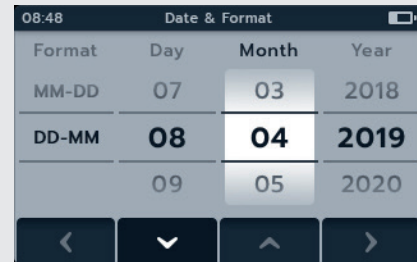 08:48 Date & Format
Format Day Month Year
MM-DD 07 03 2018
DD-MM 08 04 2019
09 05 2020